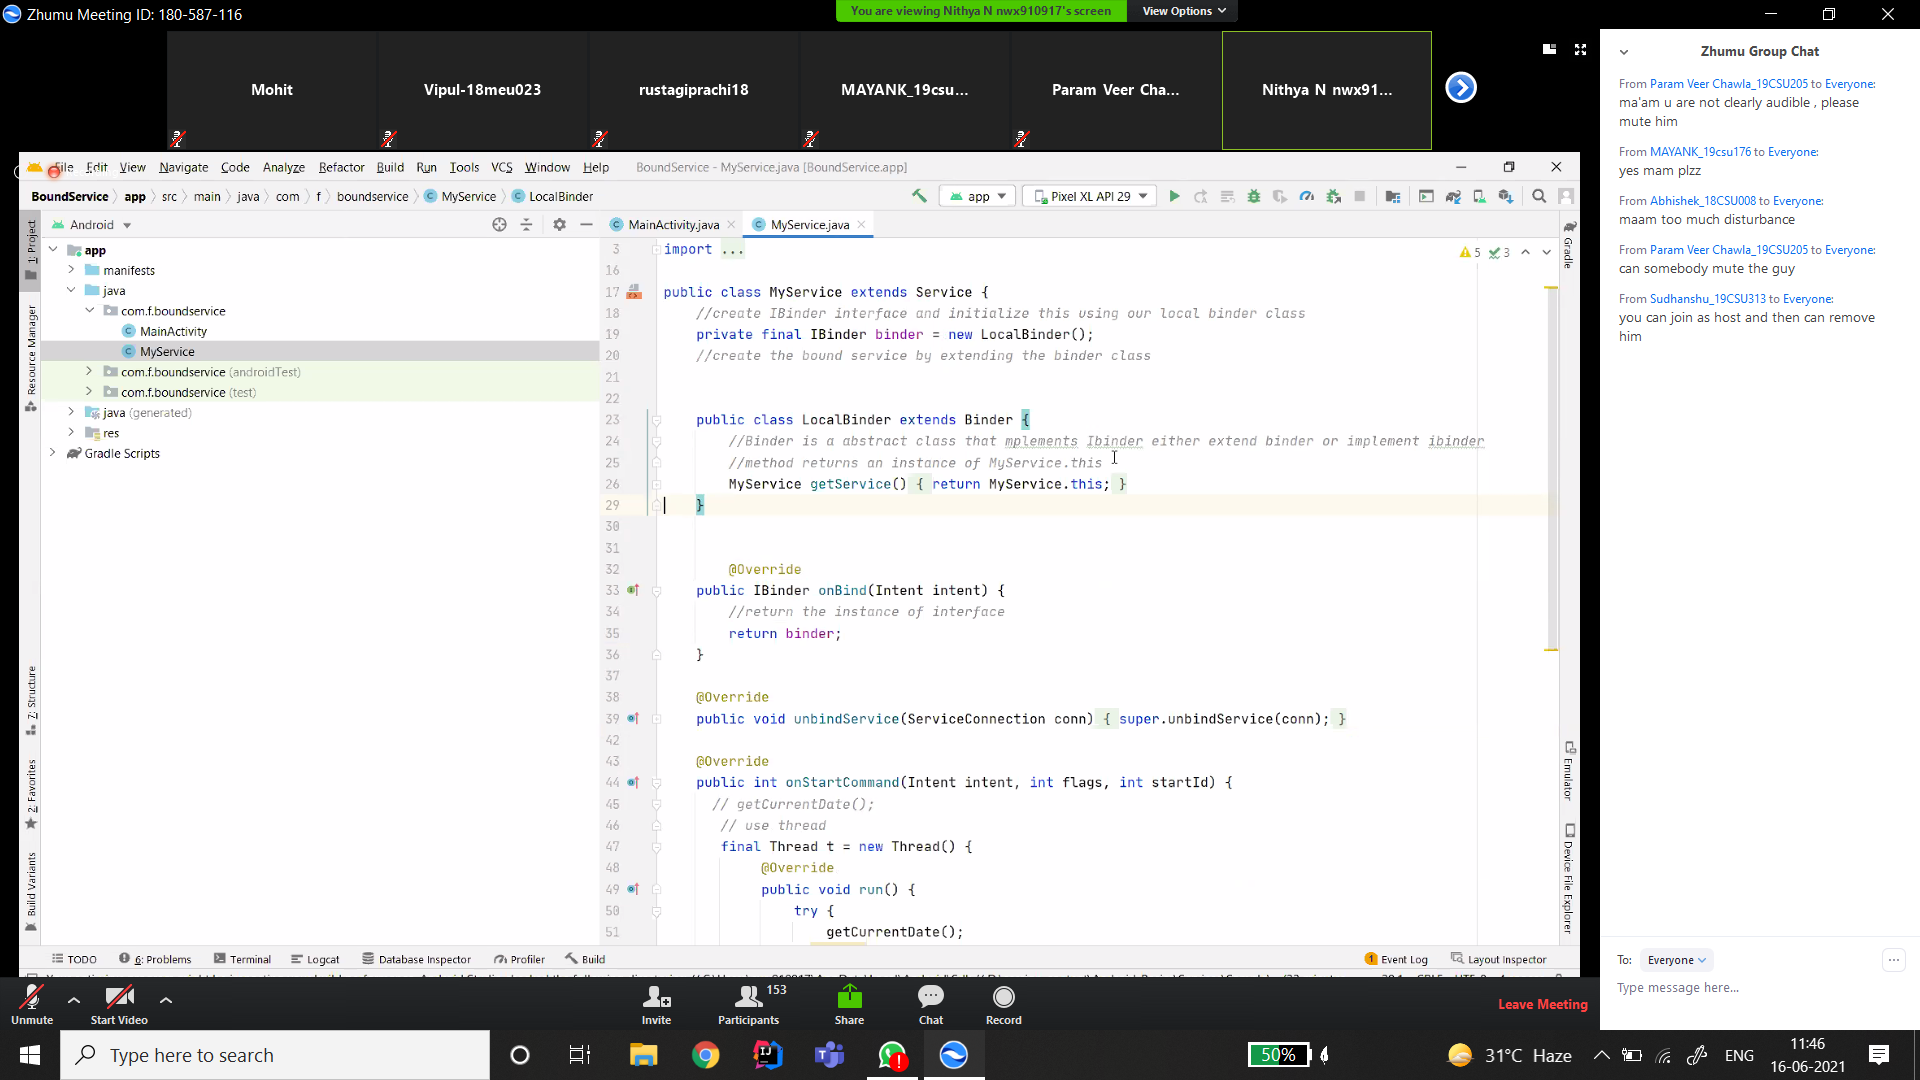 Zhumu Meeting ID: 180-587-116
You are viewing Nithya N nwx910917's screen
View Options
Mohit
Vipul-18meu023
rustagiprachi18
MAYANK_19csu...
Param Veer Cha...
Nithya N nwx91...
File Edit View Navigate Code Analyze Refactor Build Run Tools VCS Window Help BoundService - MyService.java [BoundService.app]
BoundService app src main java com f boundservice MyService LocalBinder
app Pixel XL API 29
Android
MainActivity.java MyService.java
1: Project
Resource Manager
7: Structure
2: Favorites
Build Variants
app
manifests
java
com.f.boundservice
MainActivity
MyService
com.f.boundservice (androidTest)
com.f.boundservice (test)
java (generated)
res
Gradle Scripts
5 3
3 import ...
16
17 public class MyService extends Service {
18 //create IBinder interface and initialize this using our local binder class
19 private final IBinder binder = new LocalBinder();
20 //create the bound service by extending the binder class
21
22
23 public class LocalBinder extends Binder {
24 //Binder is a abstract class that mplements Ibinder either extend binder or implement ibinder
25 //method returns an instance of MyService.this
26 MyService getService() { return MyService.this; }
29 }
30
31
32 @Override
33 public IBinder onBind(Intent intent) {
34 //return the instance of interface
35 return binder;
36 }
37
38 @Override
39 public void unbindService(ServiceConnection conn) { super.unbindService(conn); }
42
43 @Override
44 public int onStartCommand(Intent intent, int flags, int startId) {
45 // getCurrentDate();
46 // use thread
47 final Thread t = new Thread() {
48 @Override
49 public void run() {
50 try {
51 getCurrentDate();
Gradle
Emulator
Device File Explorer
TODO 6: Problems Terminal Logcat Database Inspector Profiler Build
1 Event Log Layout Inspector
Zhumu Group Chat
From Param Veer Chawla_19CSU205 to Everyone:
ma'am u are not clearly audible , please
mute him
From MAYANK_19csu176 to Everyone:
yes mam plzz
From Abhishek_18CSU008 to Everyone:
maam too much disturbance
From Param Veer Chawla_19CSU205 to Everyone:
can somebody mute the guy
From Sudhanshu_19CSU313 to Everyone:
you can join as host and then can remove
him
To: Everyone
Type message here...
Unmute
Start Video
Invite
153
Participants
Share
Chat
Record
Leave Meeting
Type here to search
50%
31°C Haze
ENG
11:46
16-06-2021